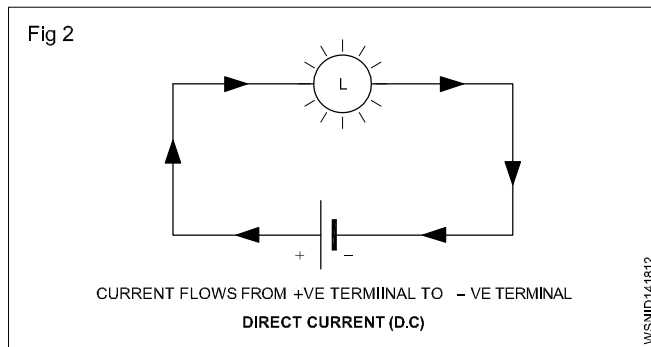 Fig 2
L
+ –
CURRENT FLOWS FROM +VE TERMIINAL TO – VE TERMINAL
DIRECT CURRENT (D.C)
WSNID141812